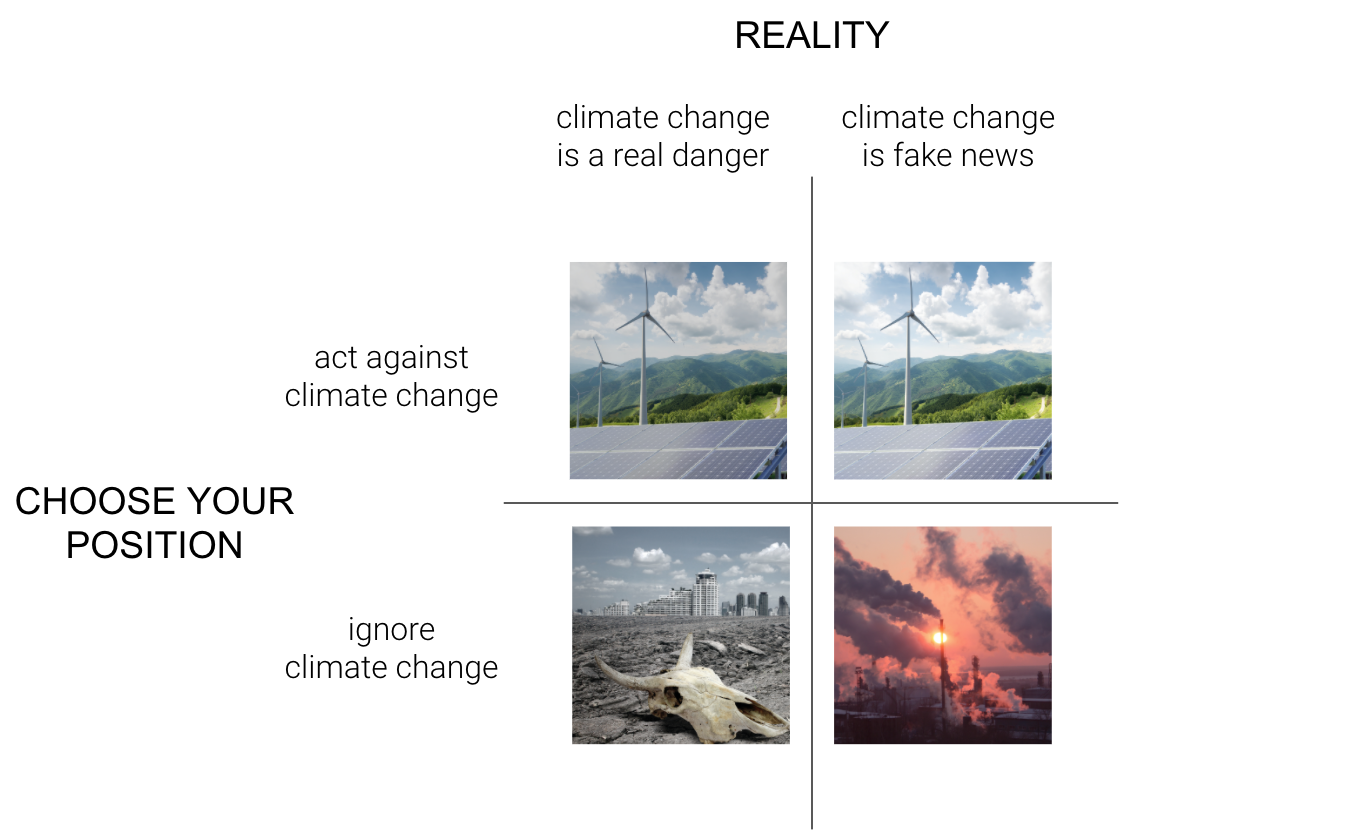 REALITY
climate change
is a real danger
climate change
is fake news
act against
climate change
CHOOSE YOUR
POSITION
ignore
climate change